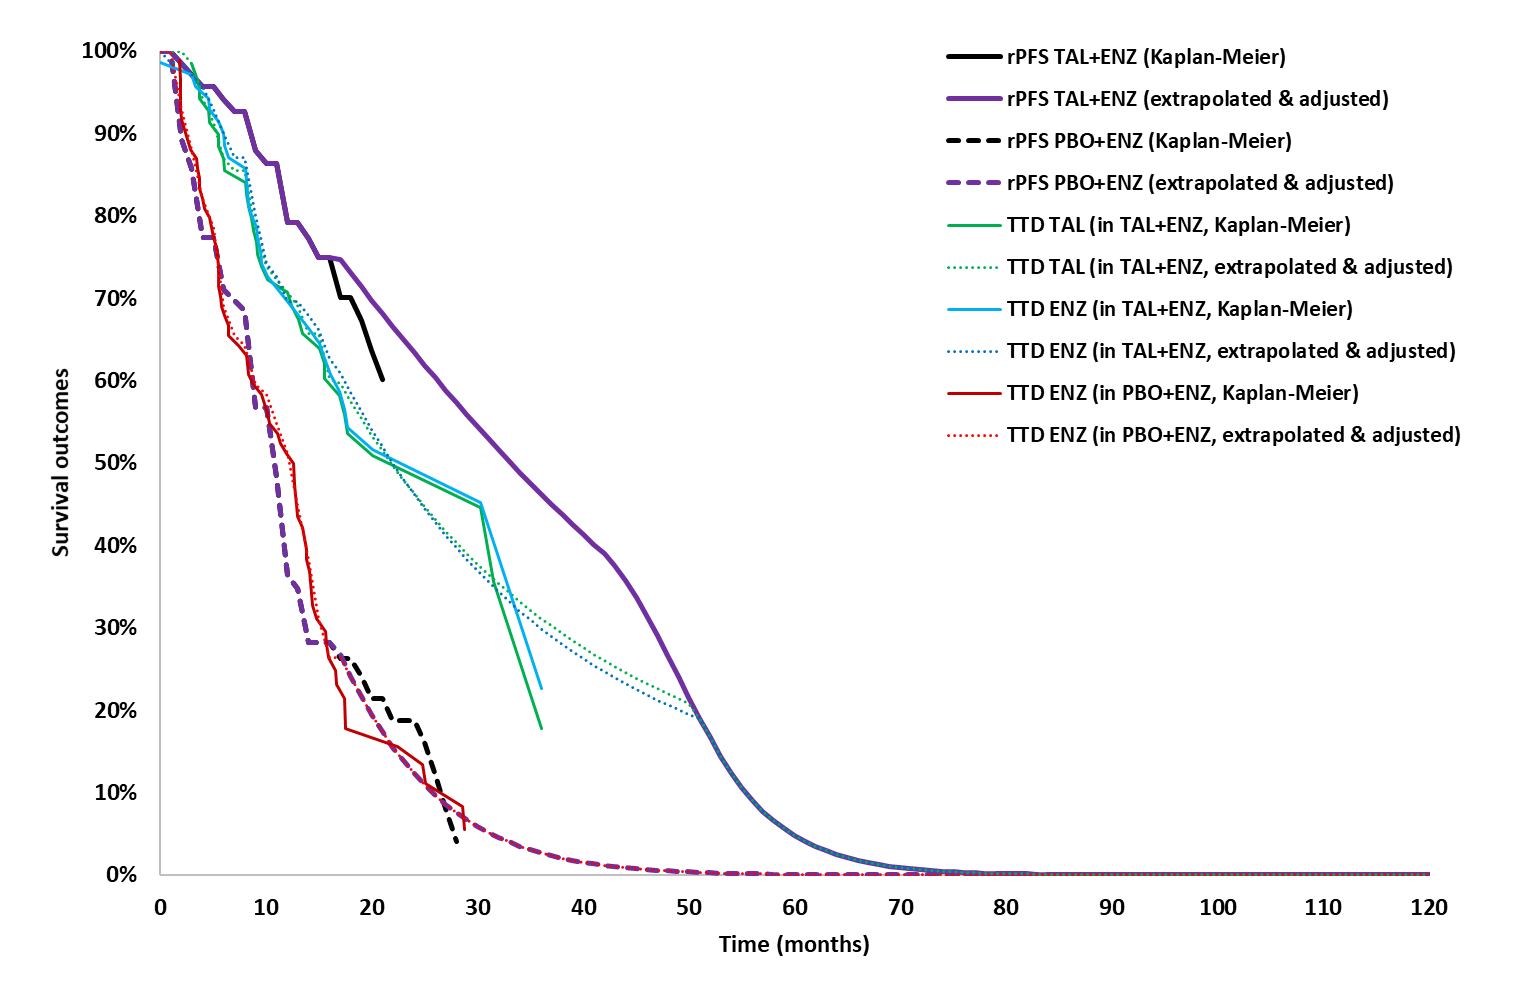 100%
90%
80%
70%
60%
50%
40%
30%
20%
10%
0%
Survival outcomes
0 10 20 30 40 50 60 70 80 90 100 110 120
Time (months)
rPFS TAL+ENZ (Kaplan-Meier)
rPFS TAL+ENZ (extrapolated & adjusted)
rPFS PBO+ENZ (Kaplan-Meier)
rPFS PBO+ENZ (extrapolated & adjusted)
TTD TAL (in TAL+ENZ, Kaplan-Meier)
TTD TAL (in TAL+ENZ, extrapolated & adjusted)
TTD ENZ (in TAL+ENZ, Kaplan-Meier)
TTD ENZ (in TAL+ENZ, extrapolated & adjusted)
TTD ENZ (in PBO+ENZ, Kaplan-Meier)
TTD ENZ (in PBO+ENZ, extrapolated & adjusted)